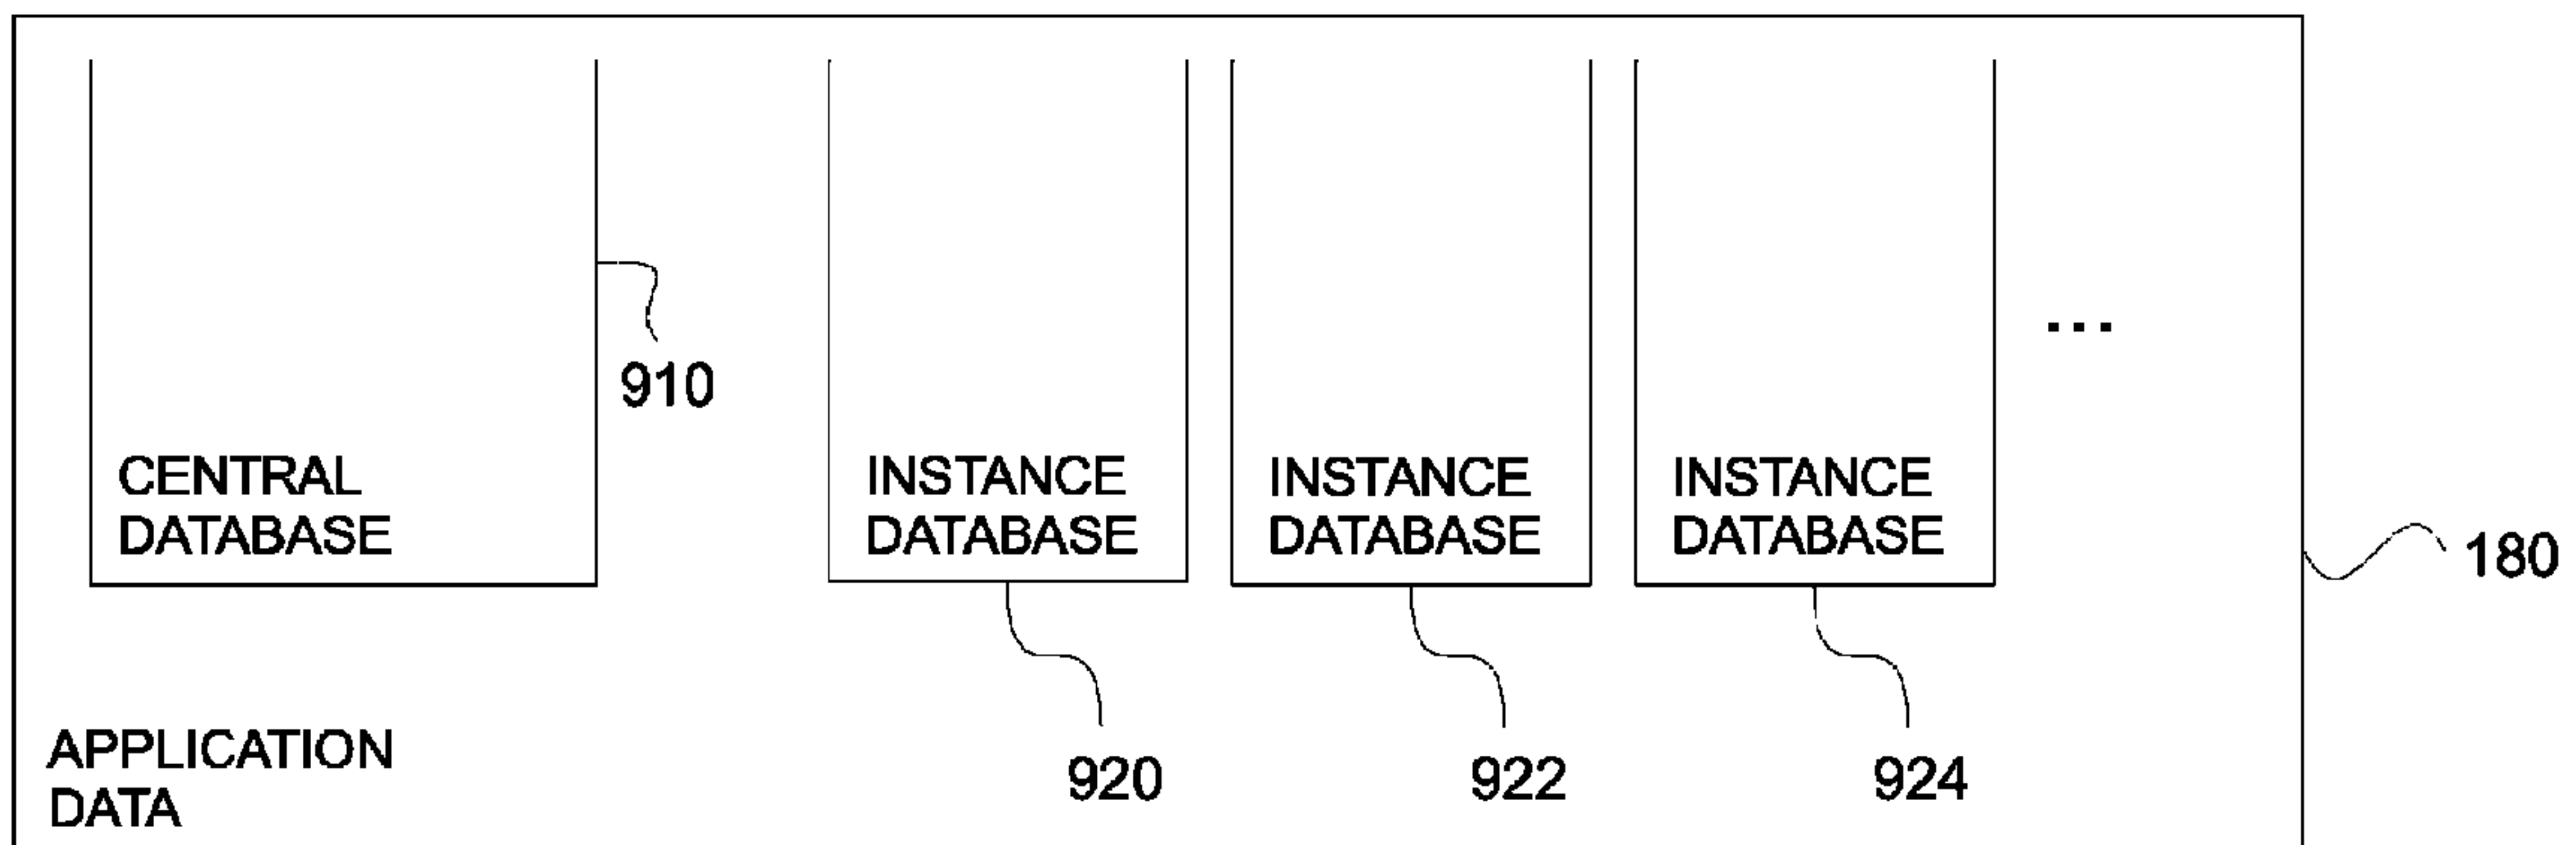 910
CENTRAL
DATABASE
INSTANCE
DATABASE
INSTANCE
DATABASE
INSTANCE
DATABASE
...
180
920
922
924
APPLICATION
DATA